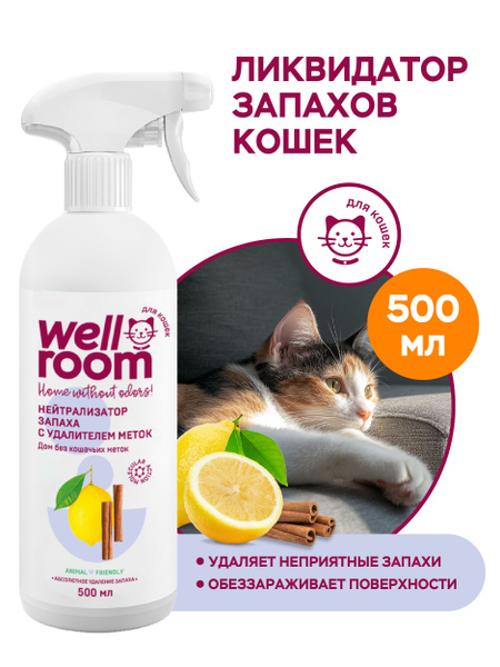 ЛИКВИДАТОР
ЗАПАХОВ
КОШЕК
для кошек
500
мл
для кошек
well
room
Home without odors!
НЕЙТРАЛИЗАТОР
ЗАПАХА
С УДАЛИТЕЛЕМ МЕТОК
Дом без кошачьих меток
MOLECULAR
ANIMAL FRIENDLY
• АБСОЛЮТНОЕ УДАЛЕНИЕ ЗАПАХА •
500 мл
• УДАЛЯЕТ НЕПРИЯТНЫЕ ЗАПАХИ
• ОБЕЗЗАРАЖИВАЕТ ПОВЕРХНОСТИ